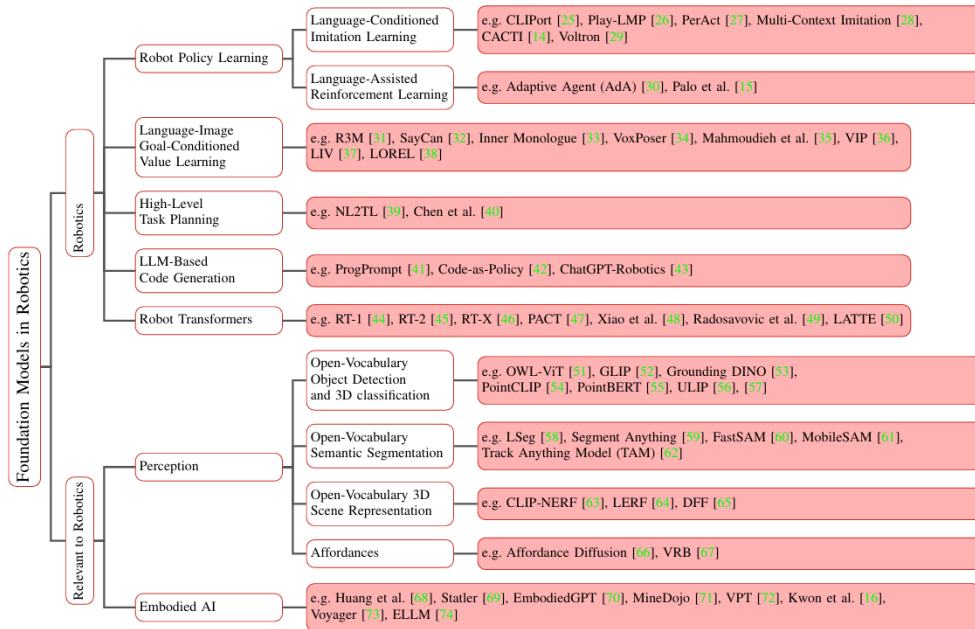 Foundation Models in Robotics
Robotics
Robot Policy Learning
Language-Conditioned
Imitation Learning
e.g. CLIPort [25], Play-LMP [26], PerAct [27], Multi-Context Imitation [28],
CACTI [14], Voltron [29]
Language-Assisted
Reinforcement Learning
e.g. Adaptive Agent (AdA) [30], Palo et al. [15]
Language-Image
Goal-Conditioned
Value Learning
e.g. R3M [31], SayCan [32], Inner Monologue [33], VoxPoser [34], Mahmoudieh et al. [35], VIP [36],
LIV [37], LOREL [38]
High-Level
Task Planning
e.g. NL2TL [39], Chen et al. [40]
LLM-Based
Code Generation
e.g. ProgPrompt [41], Code-as-Policy [42], ChatGPT-Robotics [43]
Robot Transformers
e.g. RT-1 [44], RT-2 [45], RT-X [46], PACT [47], Xiao et al. [48], Radosavovic et al. [49], LATTE [50]
Relevant to Robotics
Perception
Open-Vocabulary
Object Detection
and 3D classification
e.g. OWL-ViT [51], GLIP [52], Grounding DINO [53],
PointCLIP [54], PointBERT [55], ULIP [56], [57]
Open-Vocabulary
Semantic Segmentation
e.g. LSeg [58], Segment Anything [59], FastSAM [60], MobileSAM [61],
Track Anything Model (TAM) [62]
Open-Vocabulary 3D
Scene Representation
e.g. CLIP-NERF [63], LERF [64], DFF [65]
Affordances
e.g. Affordance Diffusion [66], VRB [67]
Embodied AI
e.g. Huang et al. [68], Statler [69], EmbodiedGPT [70], MineDojo [71], VPT [72], Kwon et al. [16],
Voyager [73], ELLM [74]